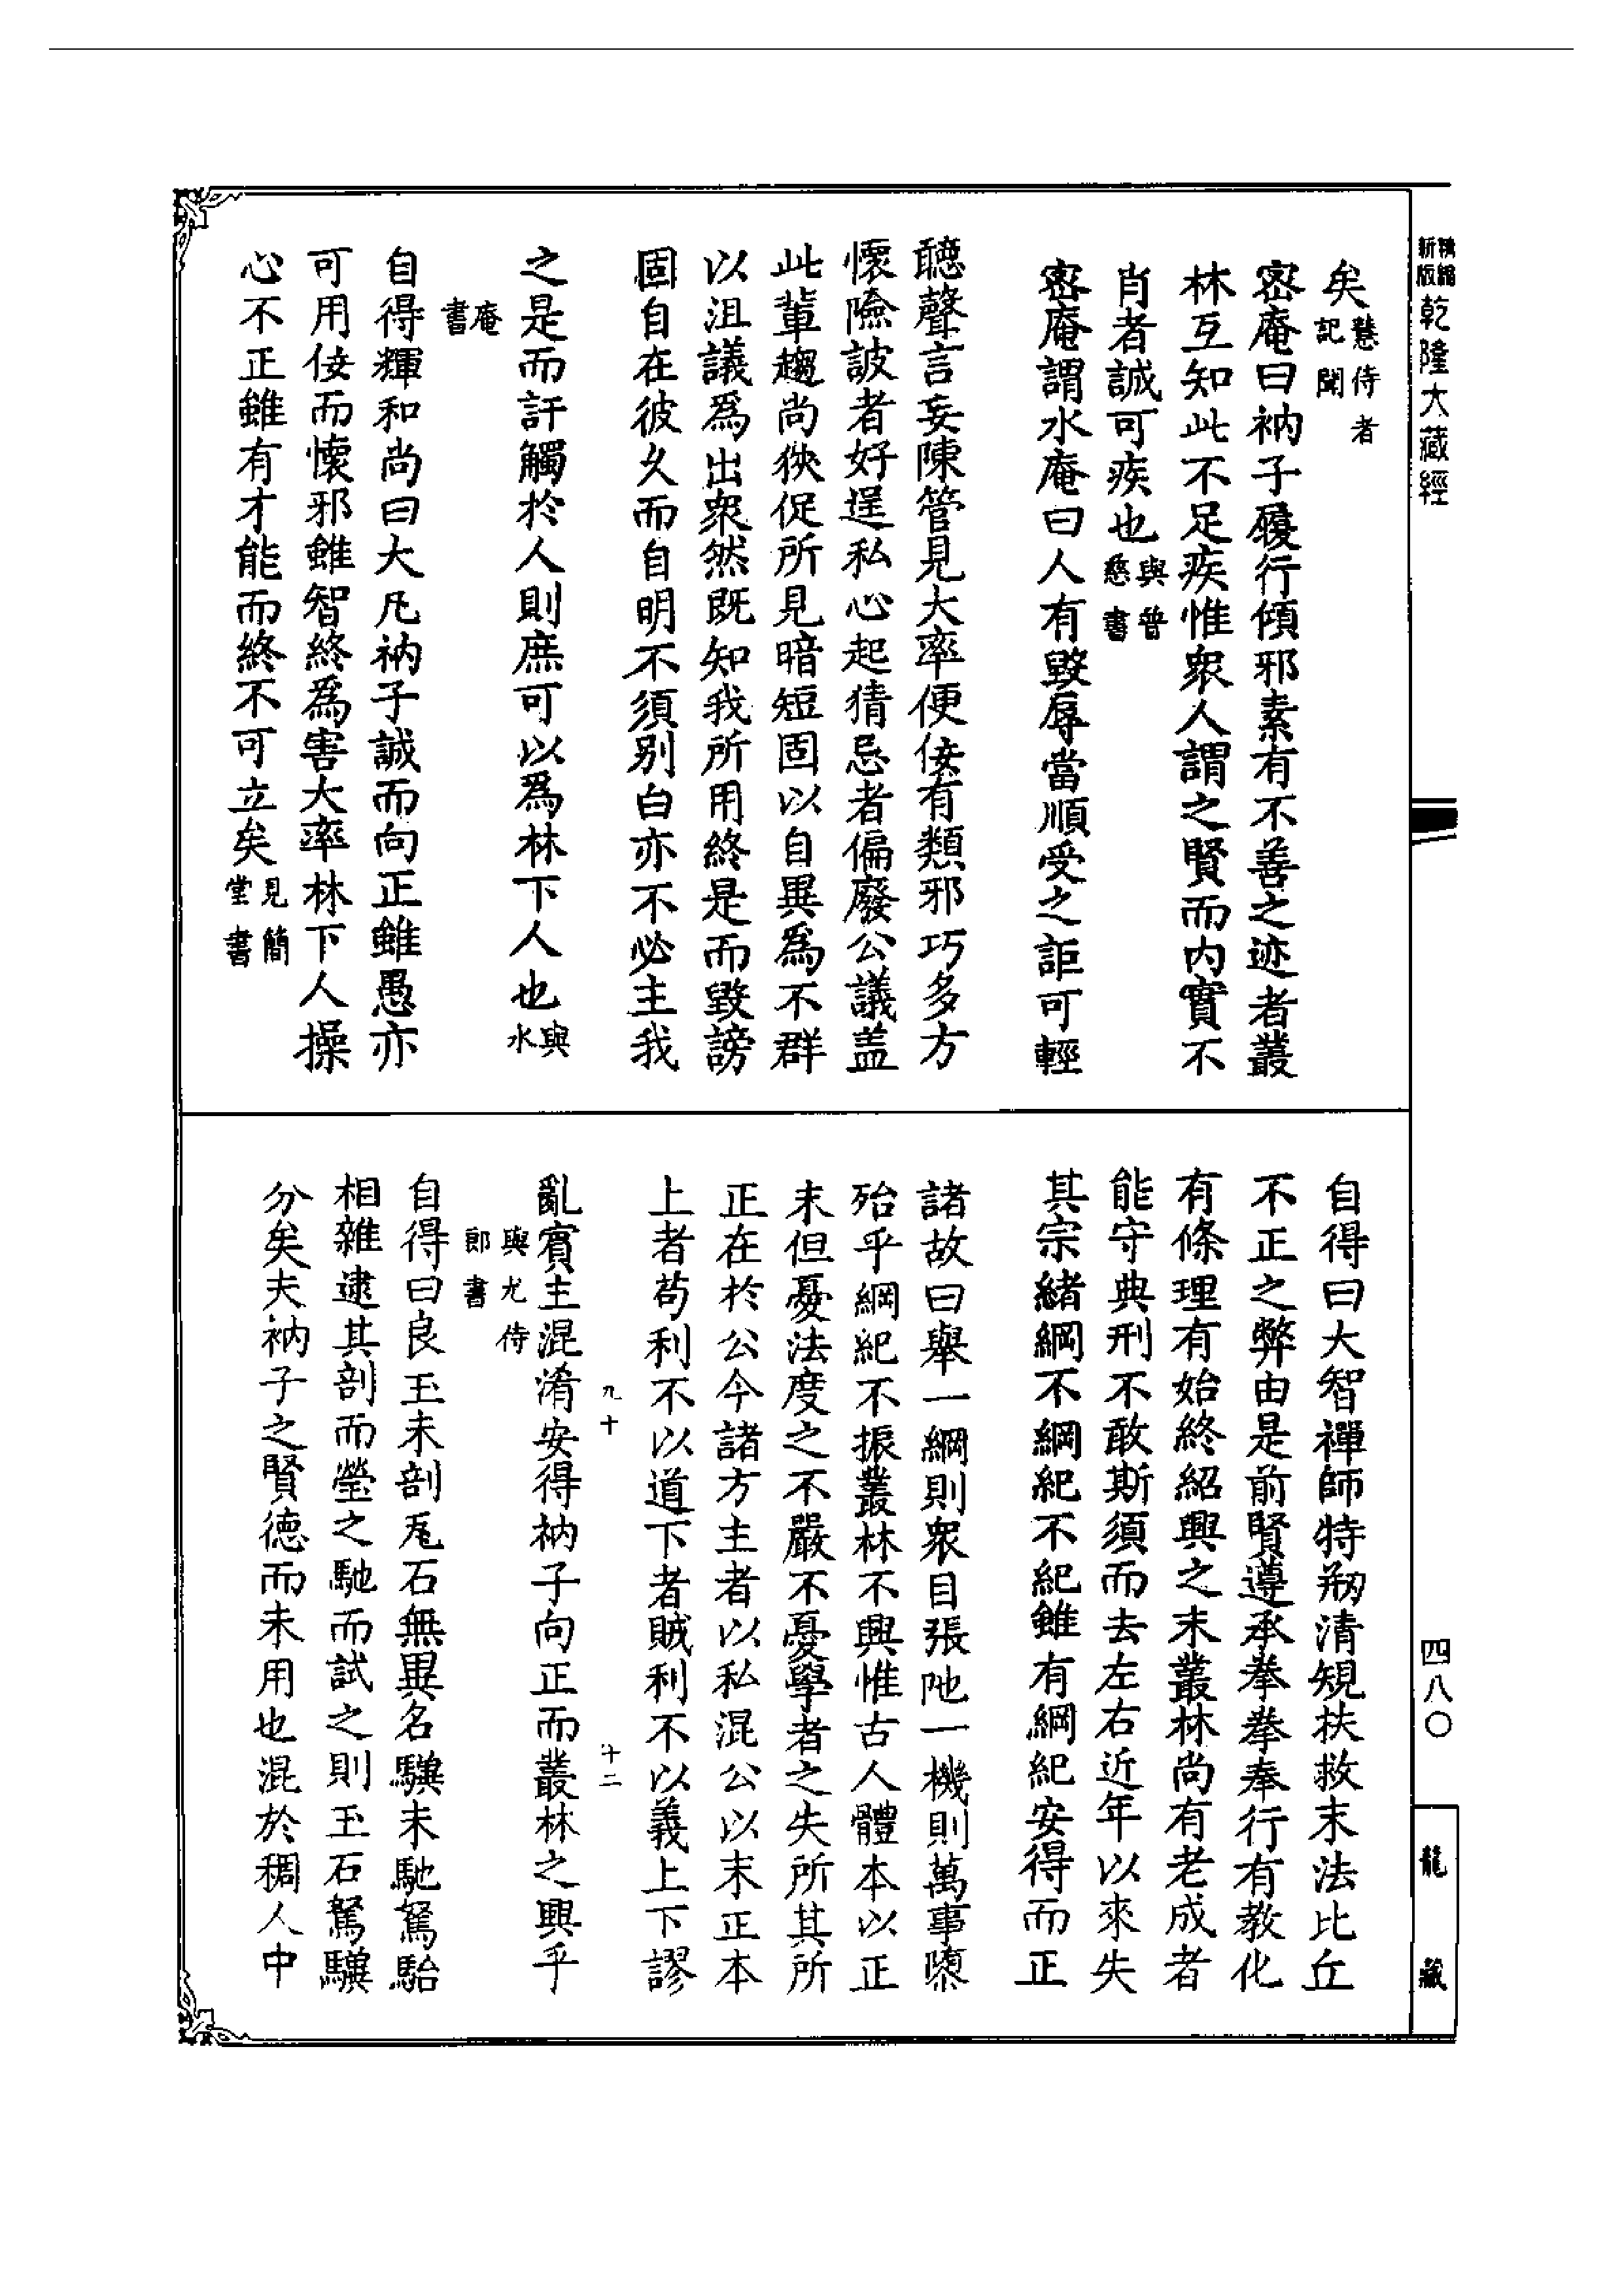 精縮
新版
乾隆大藏經
四八〇
龍藏
矣慧侍者
記聞
密庵曰衲子履行傾邪素有不善之迹者叢
林互知此不足疾惟衆人謂之賢而内實不
肖者誠可疾也與普
慈書
密庵謂水庵曰人有毀辱當順受之詎可輕
聽聲言妄陳管見大率便佞有類邪巧多方
懷險詖者好逞私心起猜忌者偏廢公議盖
此輩趨尚狹促所見暗短固以自異爲不群
以沮議爲出衆然既知我所用終是而毀謗
固自在彼久而自明不須别白亦不必主我
之是而訐觸於人則庶可以爲林下人也與
水
庵
書
自得輝和尚曰大凡衲子誠而向正雖愚亦
可用佞而懷邪雖智終爲害大率林下人操
心不正雖有才能而終不可立矣見簡
堂書
自得曰大智禪師特刱清規扶救末法比丘
不正之弊由是前賢遵承拳拳奉行有教化
有條理有始終紹興之末叢林尚有老成者
能守典刑不敢斯須而去左右近年以來失
其宗緒綱不綱紀不紀雖有綱紀安得而正
諸故曰舉一綱則衆目張弛一機則萬事隳
殆乎綱紀不振叢林不興惟古人體本以正
末但憂法度之不嚴不憂學者之失所其所
正在於公今諸方主者以私混公以末正本
上者苟利不以道下者賊利不以義上下謬
九十
十二
亂賓主混淆安得衲子向正而叢林之興乎
與尤侍
郎書
自得曰良玉未剖瓦石無異名驥未馳駑駘
相雜逮其剖而瑩之馳而試之則玉石駑驥
分矣夫衲子之賢德而未用也混於稠人中